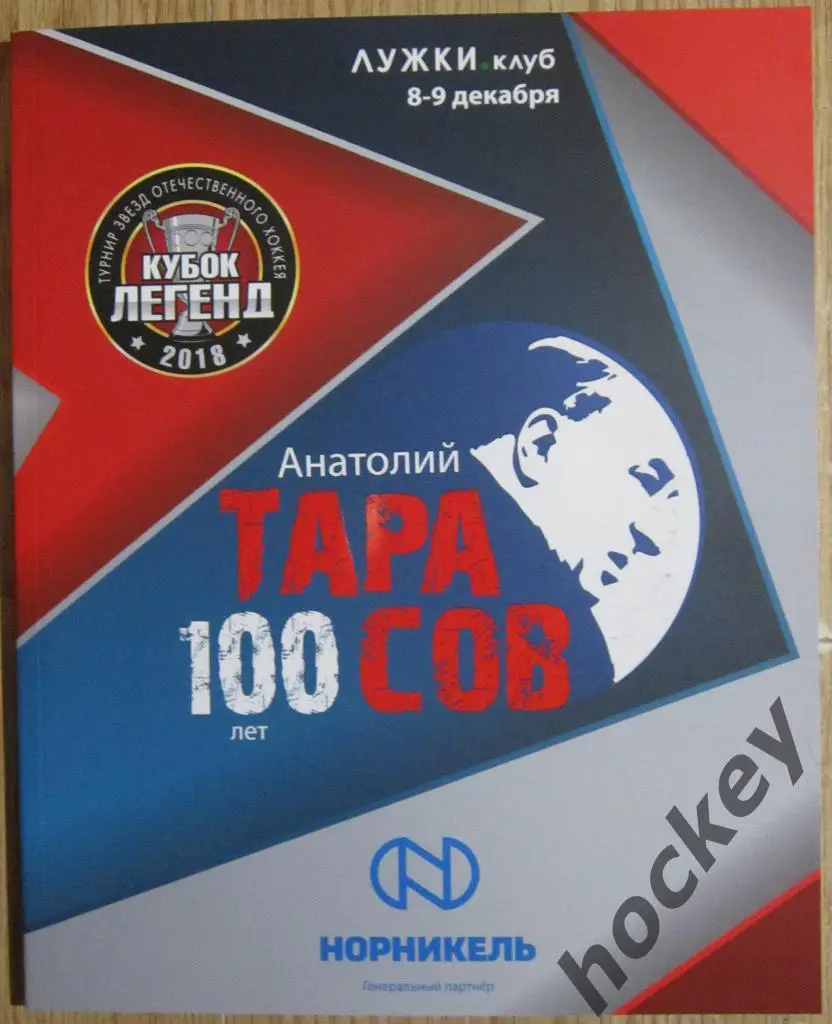 ЛУЖКИ.клуб
8-9 декабря
ТУРНИР ЗВЕЗД ОТЕЧЕСТВЕННОГО ХОККЕЯ
КУБОК
ЛЕГЕНД
2018
Анатолий
ТАРА
100 СОВ
лет
НОРНИКЕЛЬ
Генеральный партнёр
hockey